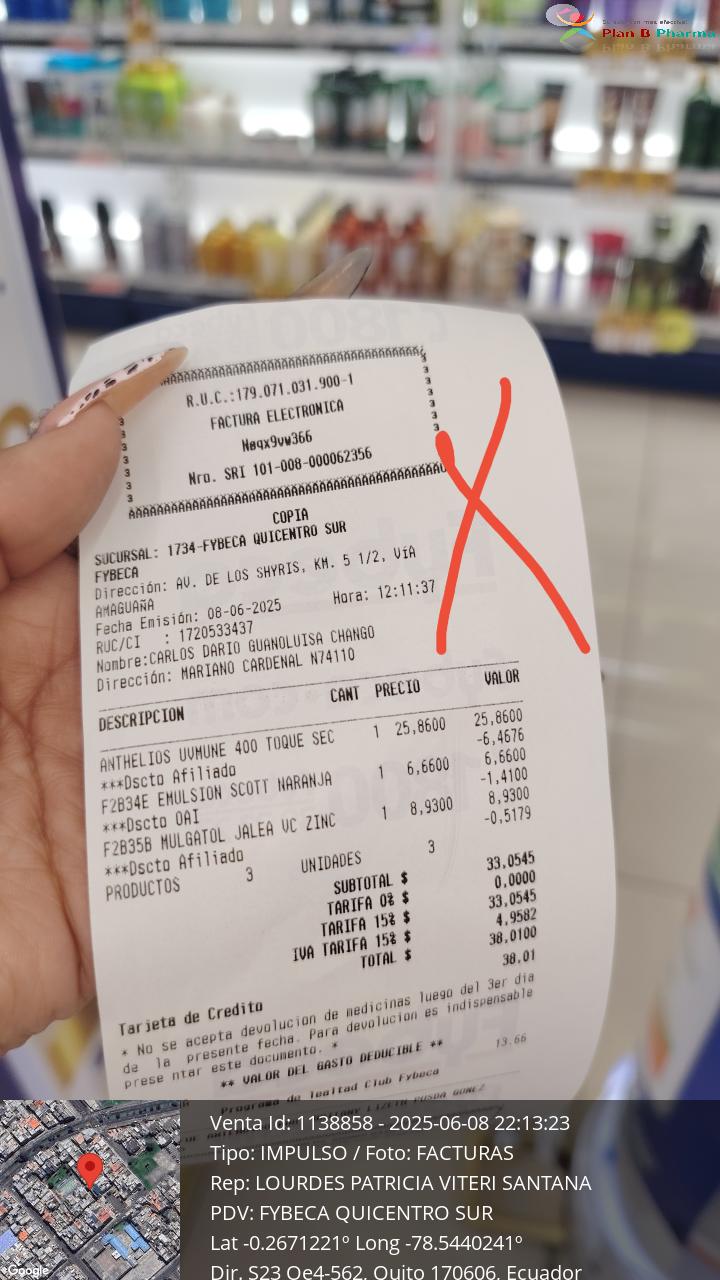 Plan B Pharma
R.U.C.:179.071.031.900-1
FACTURA ELECTRONICA
Nøqx9vw366
Nro. SRI 101-008-000062356
COPIA
SUCURSAL: 1734-FYBECA QUICENTRO SUR
FYBECA
Dirección: AV. DE LOS SHYRIS, KM. 5 1/2, VíA
AMAGUAÑA
Fecha Emisión: 08-06-2025 Hora: 12:11:37
RUC/CI : 1720533437
Nombre:CARLOS DARIO GUANOLUISA CHANGO
Dirección: MARIANO CARDENAL N74110
DESCRIPCION CANT PRECIO VALOR
ANTHELIOS UVMUNE 400 TOQUE SEC 1 25,8600 25,8600
***Dscto Afiliado -6,4676
F2B34E EMULSION SCOTT NARANJA 1 6,6600 6,6600
***Dscto OAI -1,4100
F2B35B MULGATOL JALEA VC ZINC 1 8,9300 8,9300
***Dscto Afiliado -0,5179
PRODUCTOS 3 UNIDADES 3
SUBTOTAL $ 33.0545
TARIFA 0% $ 0,0000
TARIFA 15% $ 33,0545
IVA TARIFA 15% $ 4,9582
TOTAL $ 38,0100
38,01
Tarjeta de Credito
* No se acepta devolucion de medicinas luego del 3er dia
de la presente fecha. Para devolucion es indispensable
prese ntar este documento. *
** VALOR DEL GASTO DEDUCIBLE ** 13.66
Programa de lealtad Club Fybeca
Venta Id: 1138858 - 2025-06-08 22:13:23
Tipo: IMPULSO / Foto: FACTURAS
Rep: LOURDES PATRICIA VITERI SANTANA
PDV: FYBECA QUICENTRO SUR
Lat -0.2671221º Long -78.5440241°
Dir. S23 Oe4-562, Quito 170606, Ecuador
Google